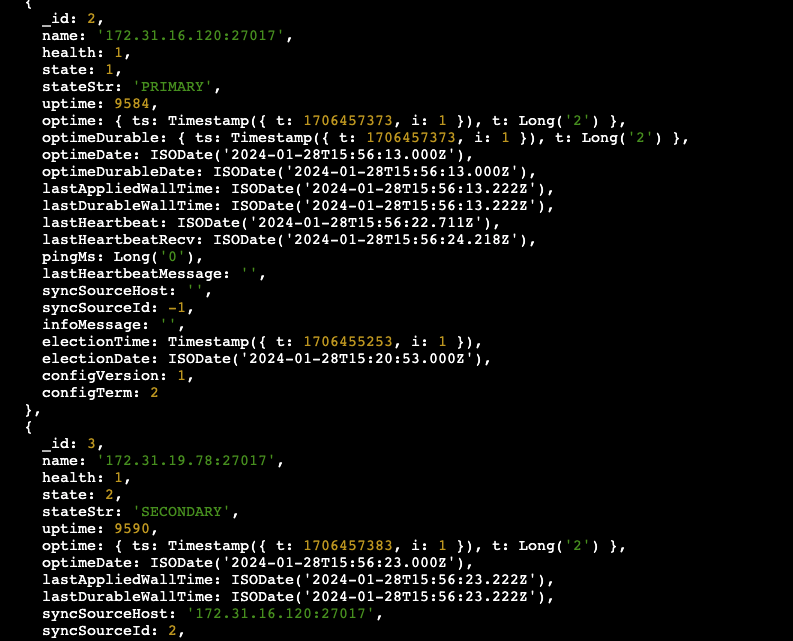 {
_id: 2,
name: '172.31.16.120:27017',
health: 1,
state: 1,
stateStr: 'PRIMARY',
uptime: 9584,
optime: { ts: Timestamp({ t: 1706457373, i: 1 }), t: Long('2') },
optimeDurable: { ts: Timestamp({ t: 1706457373, i: 1 }), t: Long('2') },
optimeDate: ISODate('2024-01-28T15:56:13.000Z'),
optimeDurableDate: ISODate('2024-01-28T15:56:13.000Z'),
lastAppliedWallTime: ISODate('2024-01-28T15:56:13.222Z'),
lastDurableWallTime: ISODate('2024-01-28T15:56:13.222Z'),
lastHeartbeat: ISODate('2024-01-28T15:56:22.711Z'),
lastHeartbeatRecv: ISODate('2024-01-28T15:56:24.218Z'),
pingMs: Long('0'),
lastHeartbeatMessage: '',
syncSourceHost: '',
syncSourceId: -1,
infoMessage: '',
electionTime: Timestamp({ t: 1706455253, i: 1 }),
electionDate: ISODate('2024-01-28T15:20:53.000Z'),
configVersion: 1,
configTerm: 2
},
{
_id: 3,
name: '172.31.19.78:27017',
health: 1,
state: 2,
stateStr: 'SECONDARY',
uptime: 9590,
optime: { ts: Timestamp({ t: 1706457383, i: 1 }), t: Long('2') },
optimeDate: ISODate('2024-01-28T15:56:23.000Z'),
lastAppliedWallTime: ISODate('2024-01-28T15:56:23.222Z'),
lastDurableWallTime: ISODate('2024-01-28T15:56:23.222Z'),
syncSourceHost: '172.31.16.120:27017',
syncSourceId: 2,